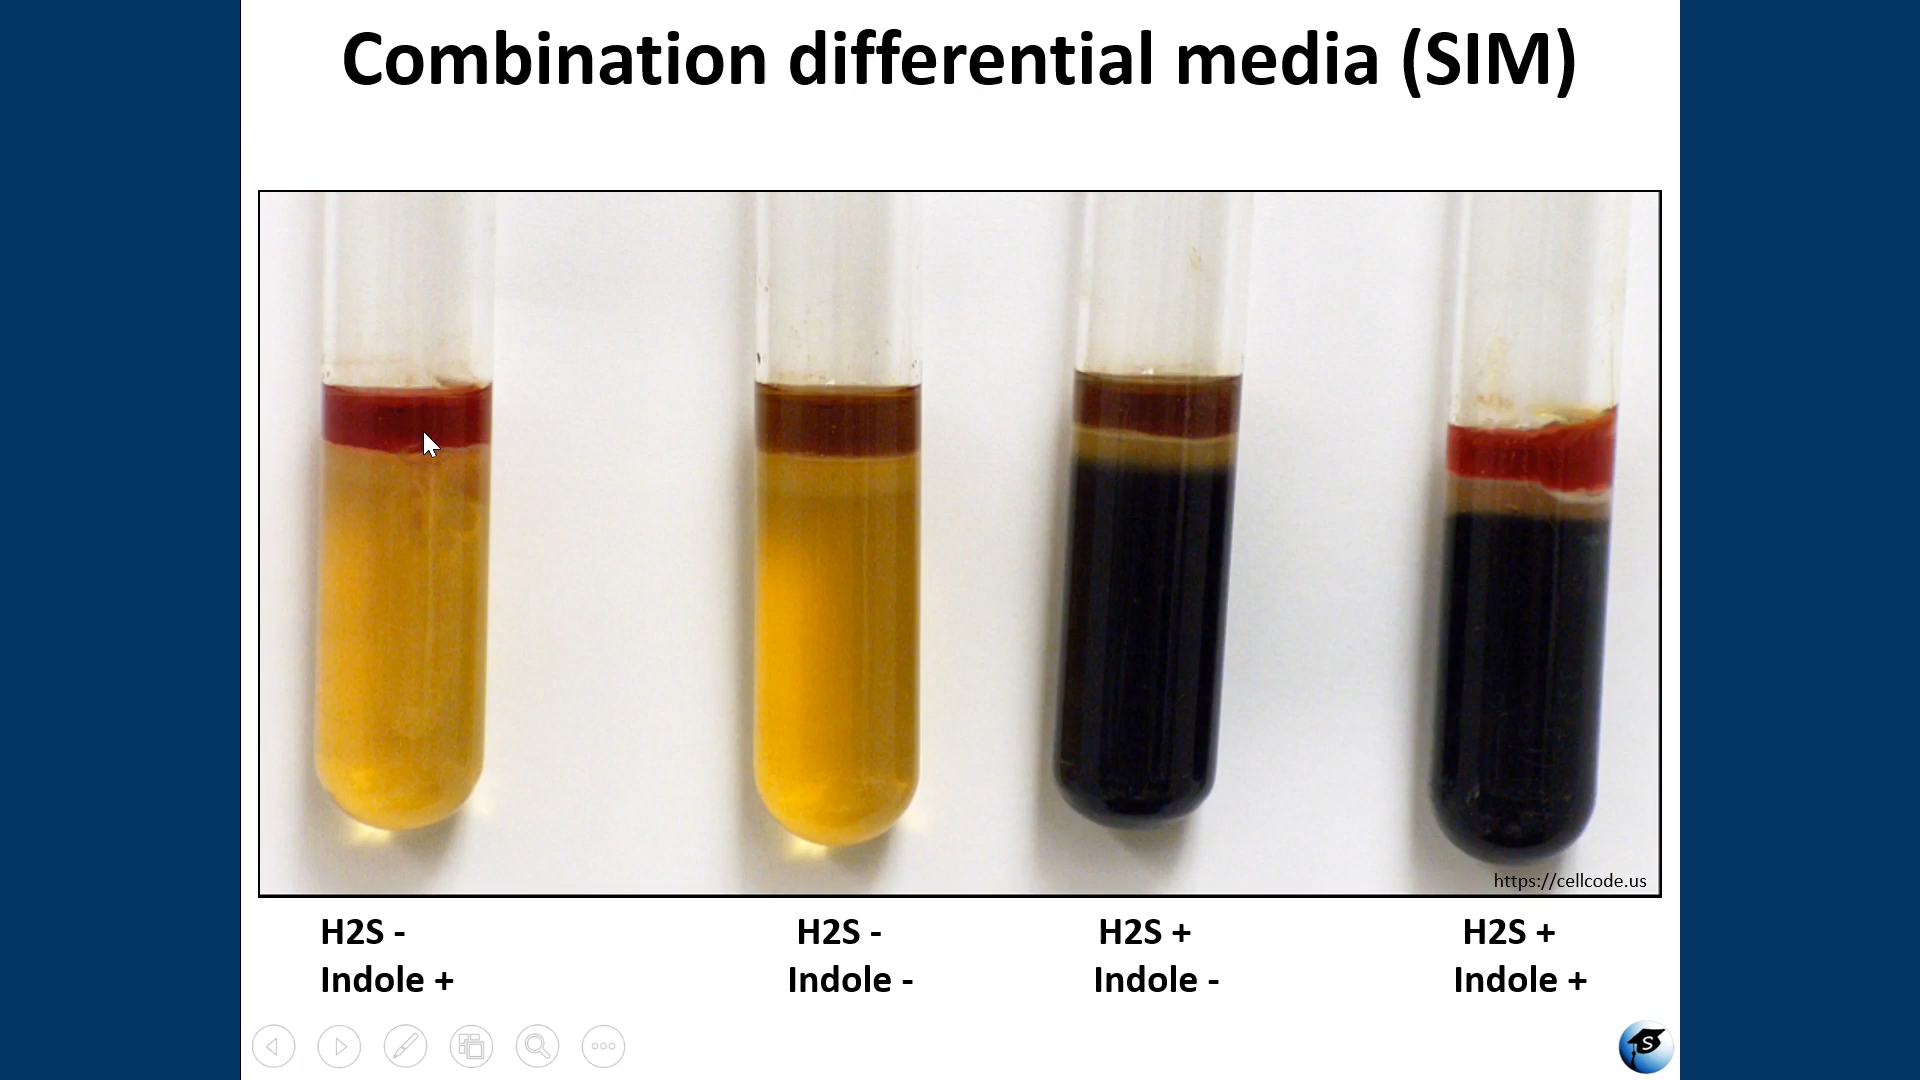 Combination differential media (SIM)
https://cellcode.us
H2S - H2S - H2S + H2S +
Indole + Indole - Indole - Indole +
S